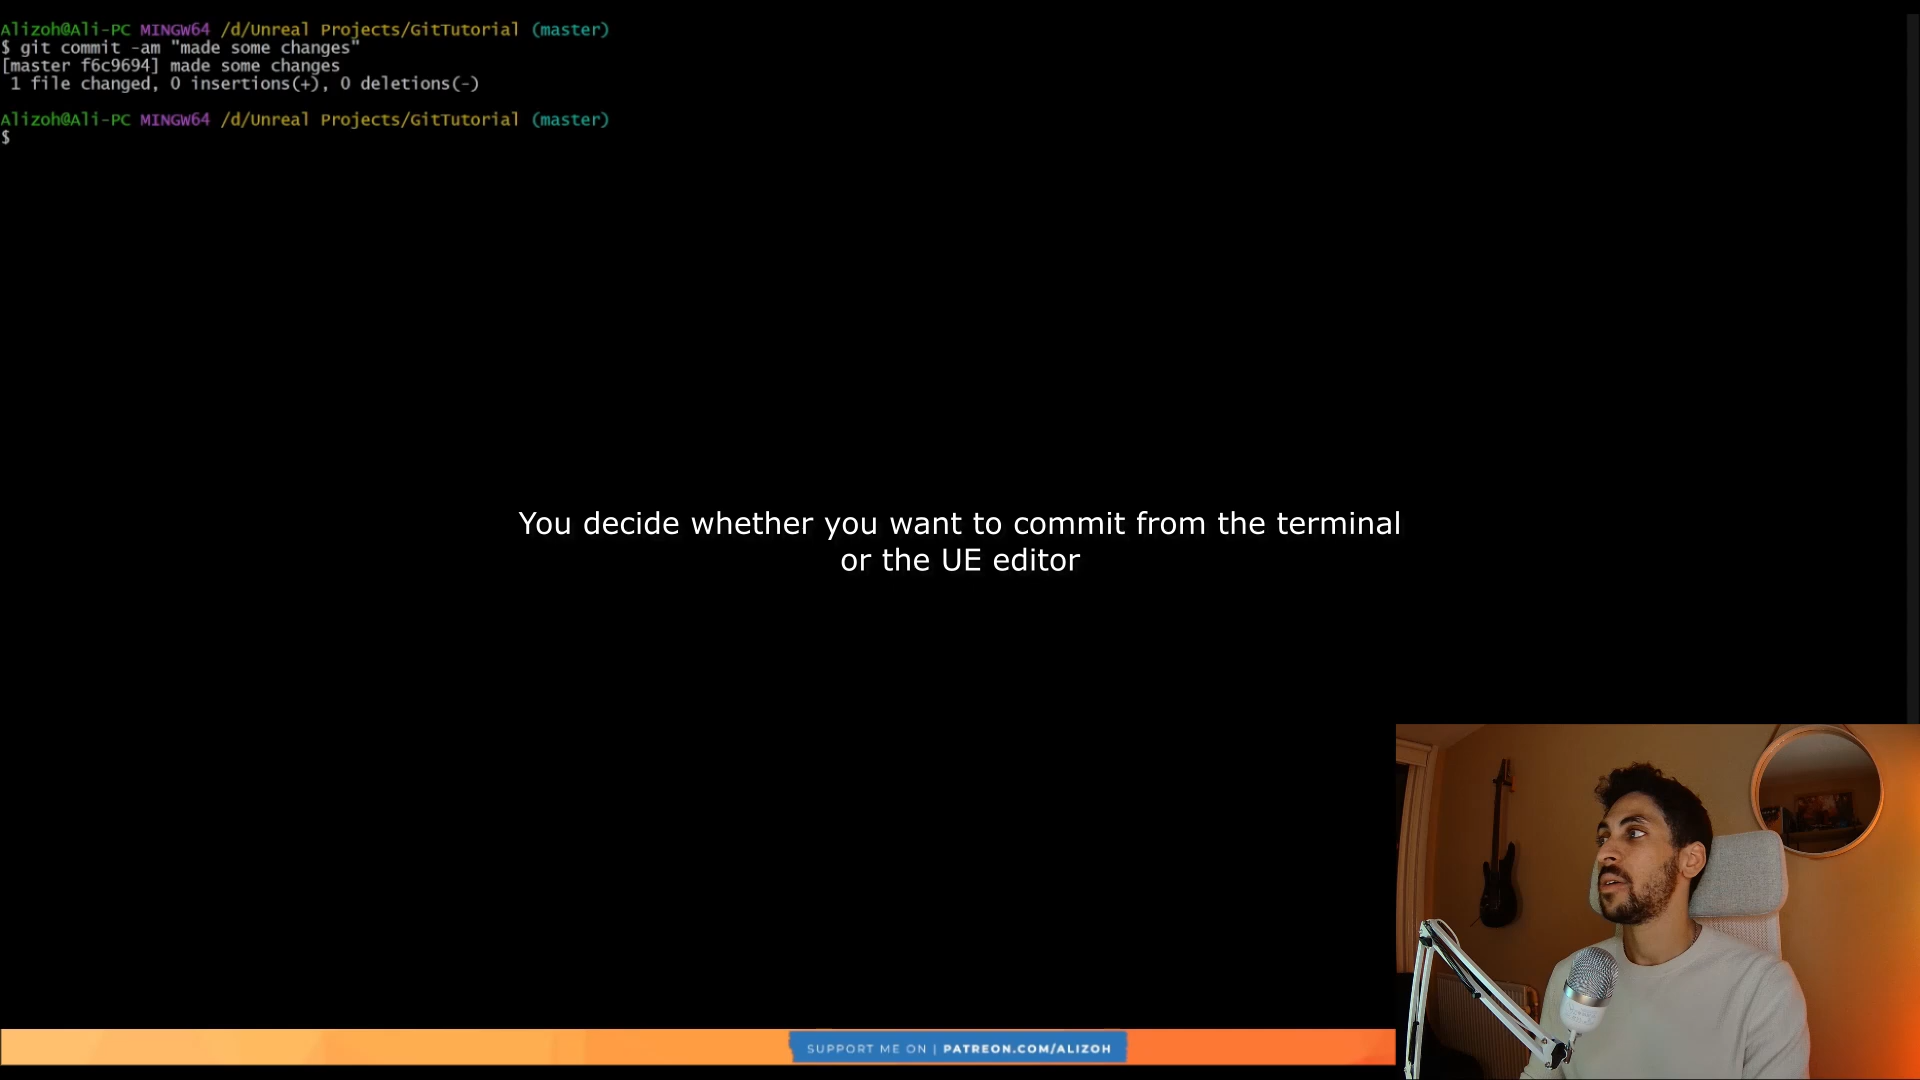 Alizoh@Ali-PC MINGW64 /d/Unreal Projects/GitTutorial (master)
$ git commit -am "made some changes"
[master f6c9694] made some changes
 1 file changed, 0 insertions(+), 0 deletions(-)
Alizoh@Ali-PC MINGW64 /d/Unreal Projects/GitTutorial (master)
$
You decide whether you want to commit from the terminal
or the UE editor
SUPPORT ME ON | PATREON.COM/ALIZOH